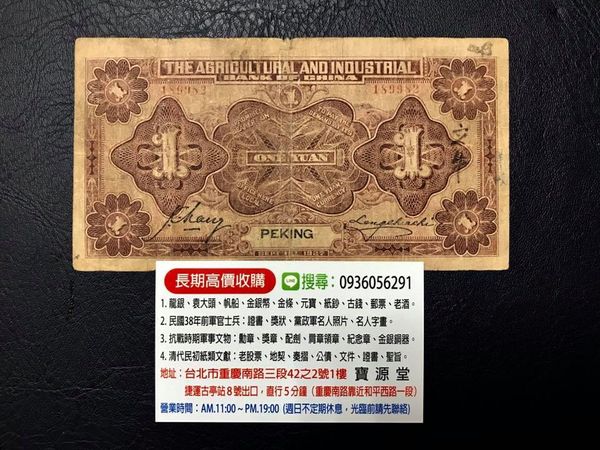 THE AGRICULTURAL AND INDUSTRIAL
BANK OF CHINA
189982
189982
1
1
1
ONE YUAN
PEKING
SEPT. 1ST. 1927
長期高價收購
LINE 搜尋：0936056291
1. 龍銀、袁大頭、帆船、金銀幣、金條、元寶、紙鈔、古錢、郵票、老酒。
2. 民國38年前軍官士兵：證書、獎狀、黨政軍名人照片、名人字畫。
3. 抗戰時期軍事文物：勳章、獎章、配劍、肩章領章、紀念章、金銀銅器。
4. 清代民初紙類文獻：老股票、地契、奏摺、公債、文件、證書、聖旨。
地址：台北市重慶南路三段42之2號1樓 寶源堂
捷運古亭站8號出口，直行5分鐘（重慶南路靠近和平西路一段）
營業時間：AM.11:00～PM.19:00（週日不定期休息，光臨前請先聯絡）